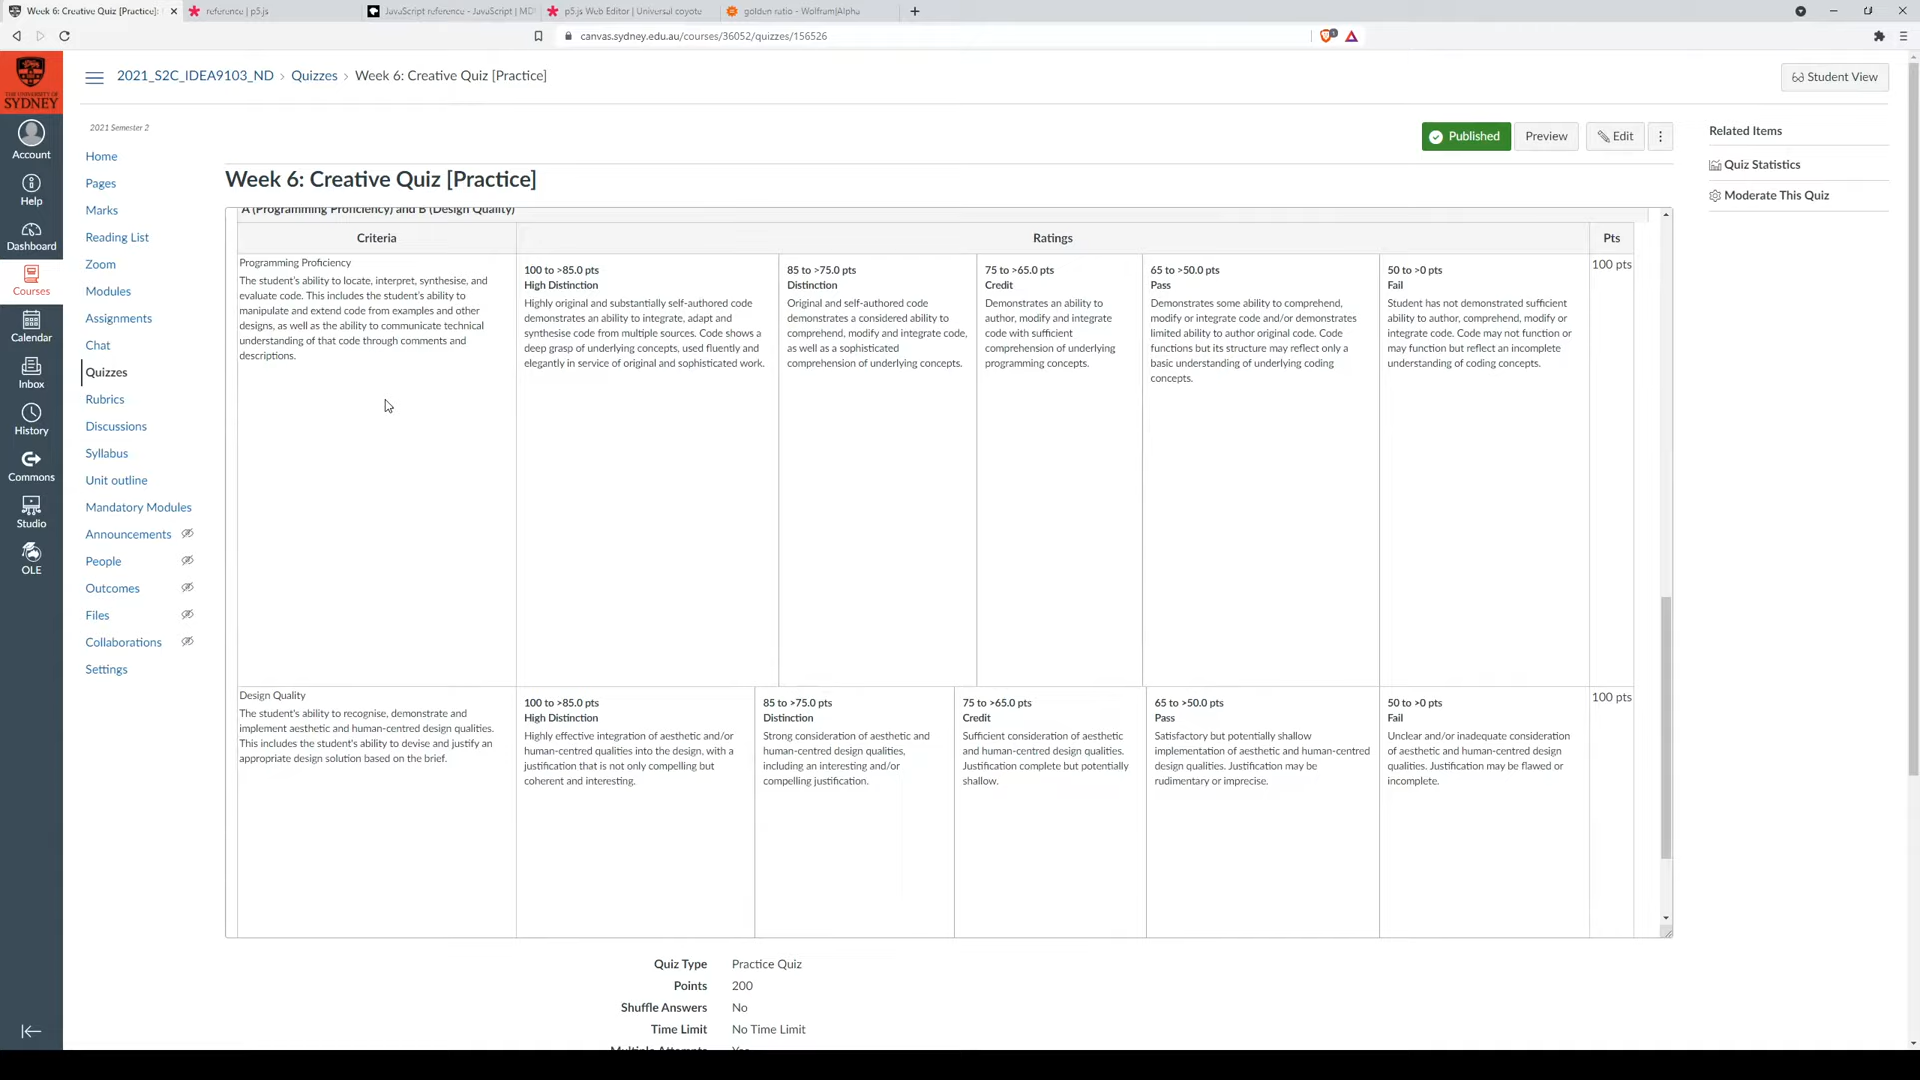 Week 6: Creative Quiz [Practice]:
reference | p5.js
JavaScript reference - JavaScript | MD
p5.js Web Editor | Universal coyote
golden ratio - Wolfram|Alpha
canvas.sydney.edu.au/courses/36052/quizzes/156526
THE UNIVERSITY OF
SYDNEY
2021_S2C_IDEA9103_ND › Quizzes › Week 6: Creative Quiz [Practice]
Student View
Account
Help
Dashboard
Courses
Calendar
Inbox
History
Commons
Studio
OLE
2021 Semester 2
Home
Pages
Marks
Reading List
Zoom
Modules
Assignments
Chat
Quizzes
Rubrics
Discussions
Syllabus
Unit outline
Mandatory Modules
Announcements
People
Outcomes
Files
Collaborations
Settings
Published
Preview
Edit
Related Items
Quiz Statistics
Moderate This Quiz
Week 6: Creative Quiz [Practice]
A (Programming Proficiency) and B (Design Quality)
Criteria
Ratings
Pts
Programming Proficiency
The student's ability to locate, interpret, synthesise, and
evaluate code. This includes the student's ability to
manipulate and extend code from examples and other
designs, as well as the ability to communicate technical
understanding of that code through comments and
descriptions.
100 to >85.0 pts
High Distinction
Highly original and substantially self-authored code
demonstrates an ability to integrate, adapt and
synthesise code from multiple sources. Code shows a
deep grasp of underlying concepts, used fluently and
elegantly in service of original and sophisticated work.
85 to >75.0 pts
Distinction
Original and self-authored code
demonstrates a considered ability to
comprehend, modify and integrate code,
as well as a sophisticated
comprehension of underlying concepts.
75 to >65.0 pts
Credit
Demonstrates an ability to
author, modify and integrate
code with sufficient
comprehension of underlying
programming concepts.
65 to >50.0 pts
Pass
Demonstrates some ability to comprehend,
modify or integrate code and/or demonstrates
limited ability to author original code. Code
functions but its structure may reflect only a
basic understanding of underlying coding
concepts.
50 to >0 pts
Fail
Student has not demonstrated sufficient
ability to author, comprehend, modify or
integrate code. Code may not function or
may function but reflect an incomplete
understanding of coding concepts.
100 pts
Design Quality
The student's ability to recognise, demonstrate and
implement aesthetic and human-centred design qualities.
This includes the student's ability to devise and justify an
appropriate design solution based on the brief.
100 to >85.0 pts
High Distinction
Highly effective integration of aesthetic and/or
human-centred qualities into the design, with a
justification that is not only compelling but
coherent and interesting.
85 to >75.0 pts
Distinction
Strong consideration of aesthetic and
human-centred design qualities,
including an interesting and/or
compelling justification.
75 to >65.0 pts
Credit
Sufficient consideration of aesthetic
and human-centred design qualities.
Justification complete but potentially
shallow.
65 to >50.0 pts
Pass
Satisfactory but potentially shallow
implementation of aesthetic and human-centred
design qualities. Justification may be
rudimentary or imprecise.
50 to >0 pts
Fail
Unclear and/or inadequate consideration
of aesthetic and human-centred design
qualities. Justification may be flawed or
incomplete.
100 pts
Quiz Type Practice Quiz
Points 200
Shuffle Answers No
Time Limit No Time Limit
Multiple Attempts Yes